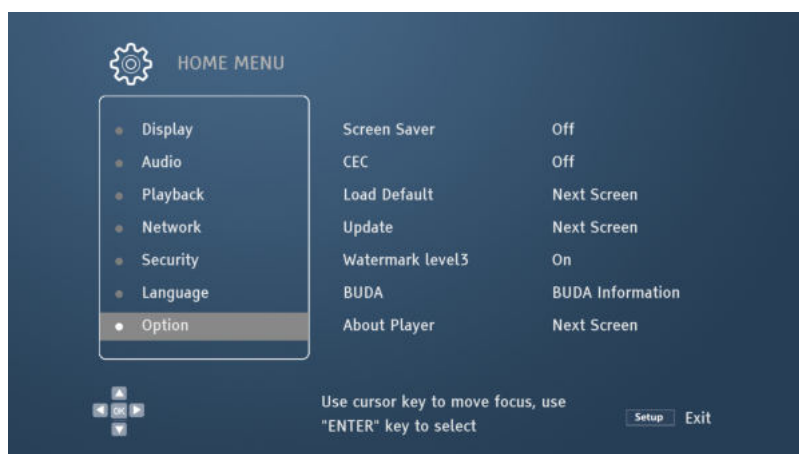 HOME MENU
Display
Audio
Playback
Network
Security
Language
Option
Screen Saver Off
CEC Off
Load Default Next Screen
Update Next Screen
Watermark level3 On
BUDA BUDA Information
About Player Next Screen
OK
Use cursor key to move focus, use
"ENTER" key to select
Setup Exit